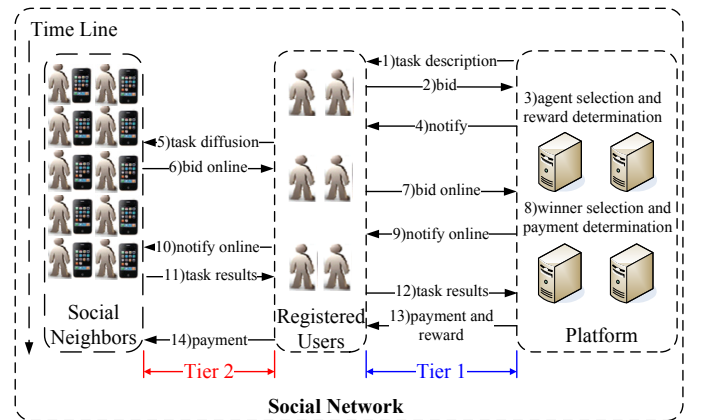 Time Line
1)task description
2)bid
3)agent selection and
reward determination
4)notify
5)task diffusion
6)bid online
7)bid online
8)winner selection and
payment determination
9)notify online
10)notify online
11)task results
12)task results
13)payment and
reward
14)payment
Social
Neighbors
Registered
Users
Platform
Tier 2
Tier 1
Social Network